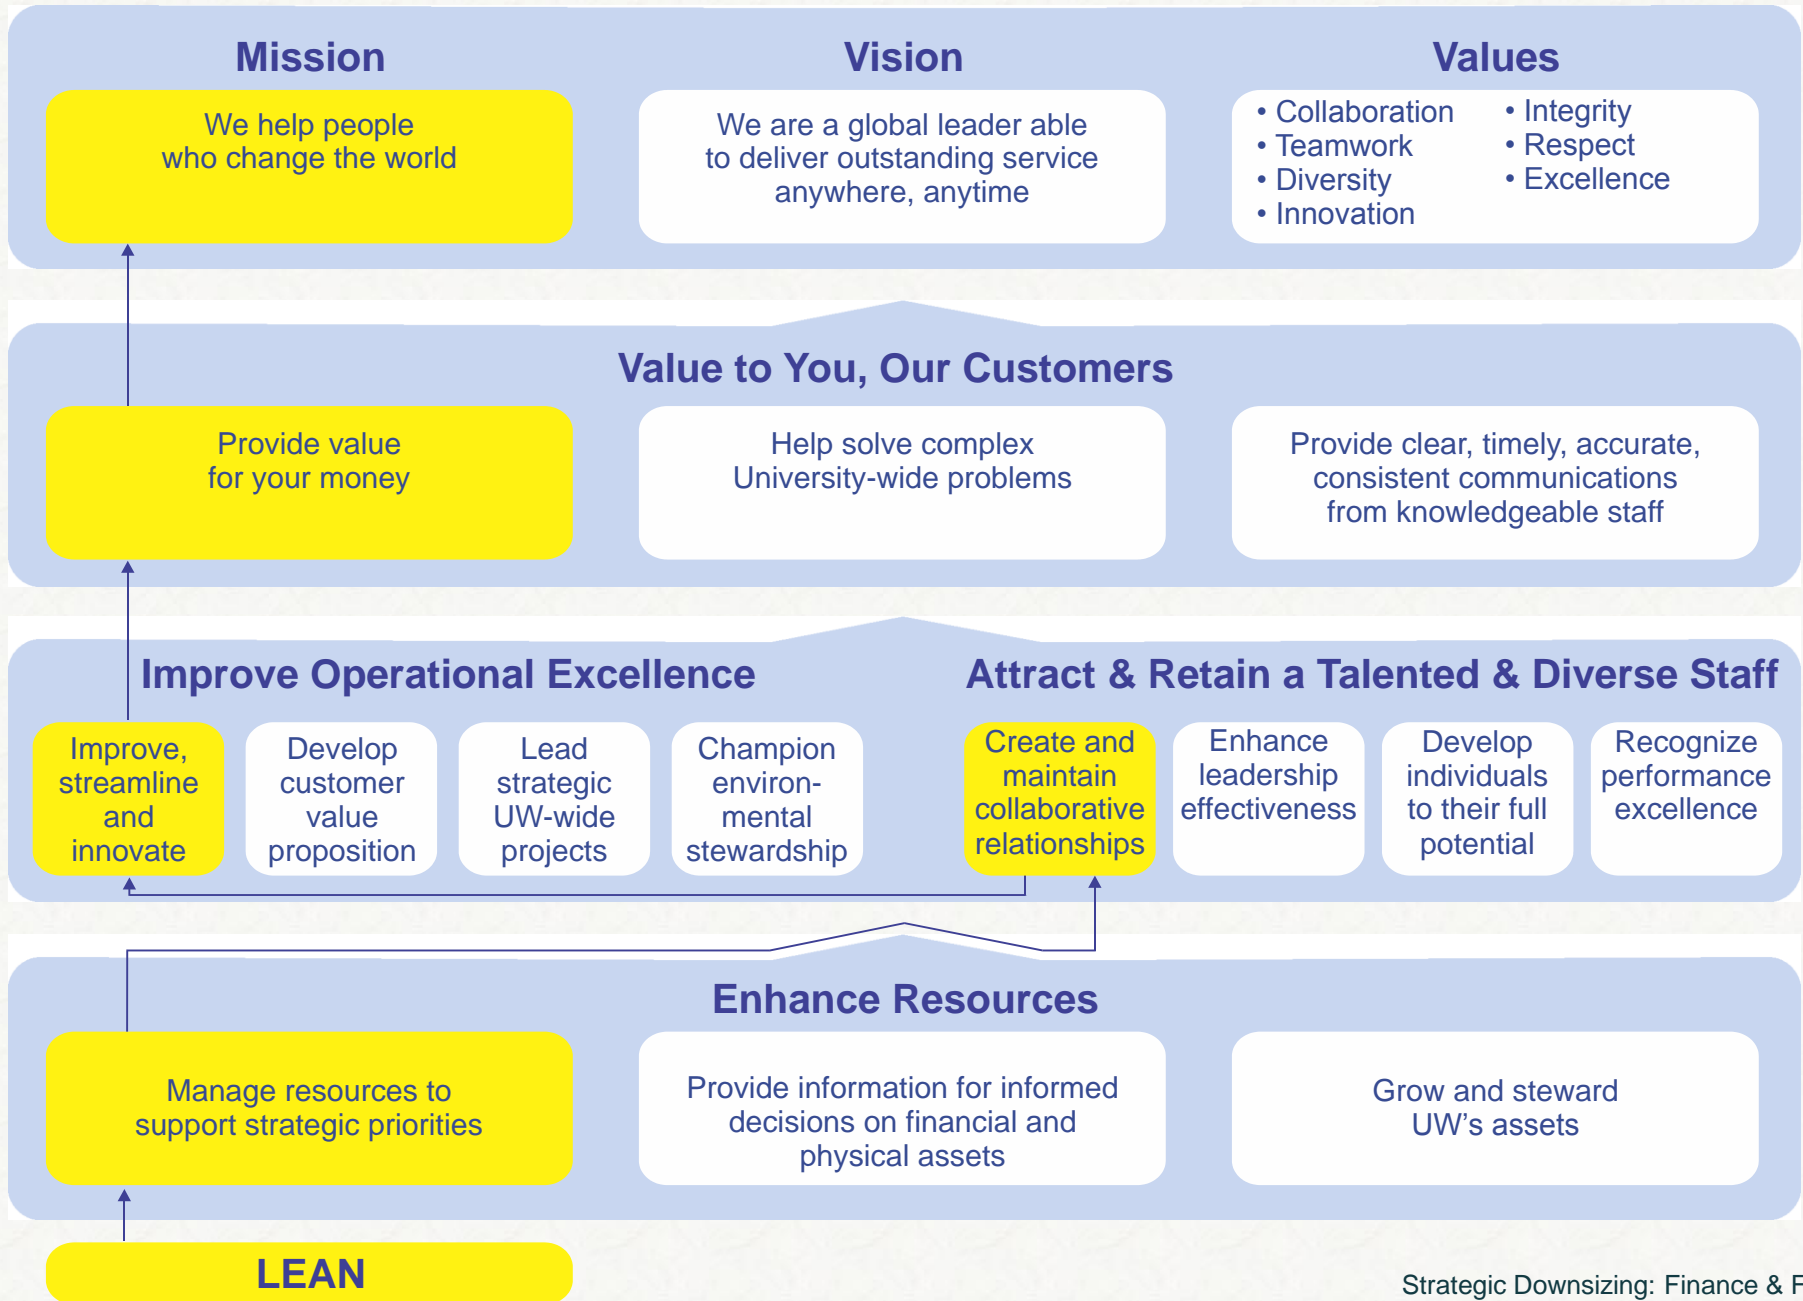 Mission
We help people
who change the world
Vision
We are a global leader able
to deliver outstanding service
anywhere, anytime
Values
• Collaboration
• Teamwork
• Diversity
• Innovation
• Integrity
• Respect
• Excellence
Value to You, Our Customers
Provide value
for your money
Help solve complex
University-wide problems
Provide clear, timely, accurate,
consistent communications
from knowledgeable staff
Improve Operational Excellence
Improve,
streamline
and
innovate
Develop
customer
value
proposition
Lead
strategic
UW-wide
projects
Champion
environ-
mental
stewardship
Attract & Retain a Talented & Diverse Staff
Create and
maintain
collaborative
relationships
Enhance
leadership
effectiveness
Develop
individuals
to their full
potential
Recognize
performance
excellence
Enhance Resources
Manage resources to
support strategic priorities
Provide information for informed
decisions on financial and
physical assets
Grow and steward
UW's assets
LEAN
Strategic Downsizing: Finance &